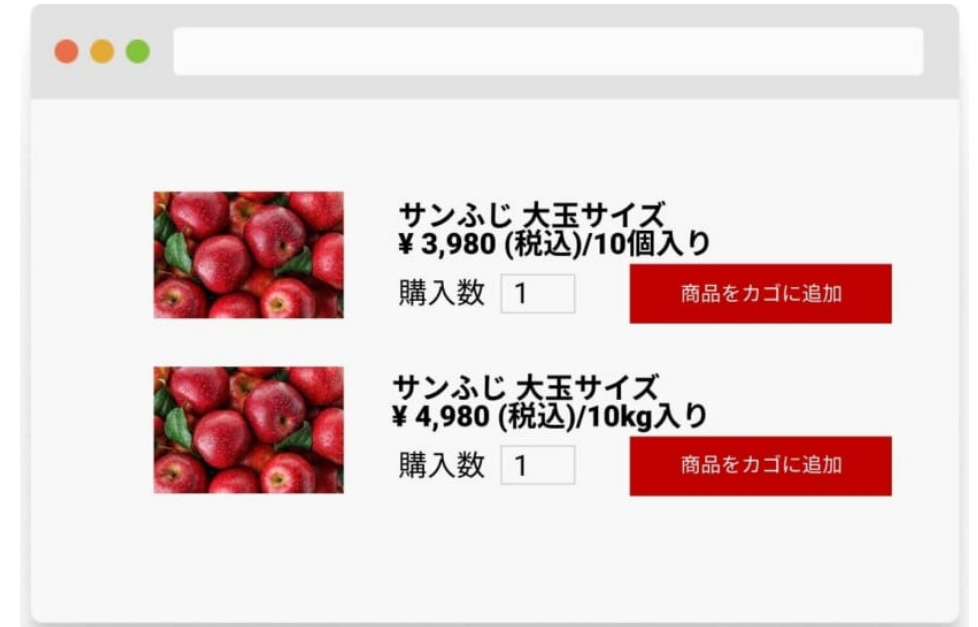 サンふじ 大玉サイズ
¥ 3,980 (税込)/10個入り
購入数 1 商品をカゴに追加
サンふじ 大玉サイズ
¥ 4,980 (税込)/10kg入り
購入数 1 商品をカゴに追加